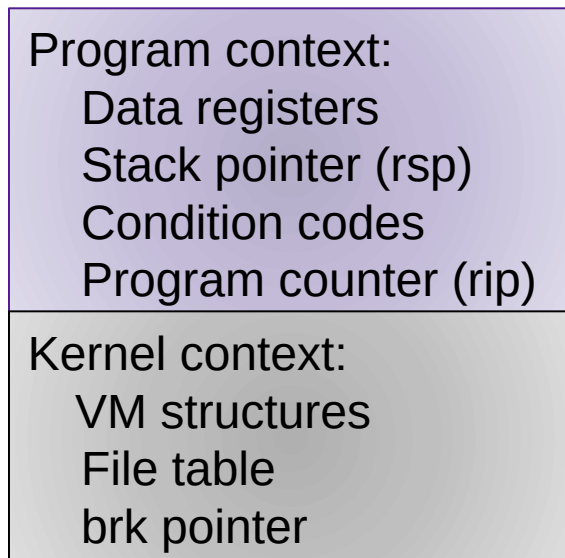 Program context:
Data registers
Stack pointer (rsp)
Condition codes
Program counter (rip)
Kernel context:
VM structures
File table
brk pointer